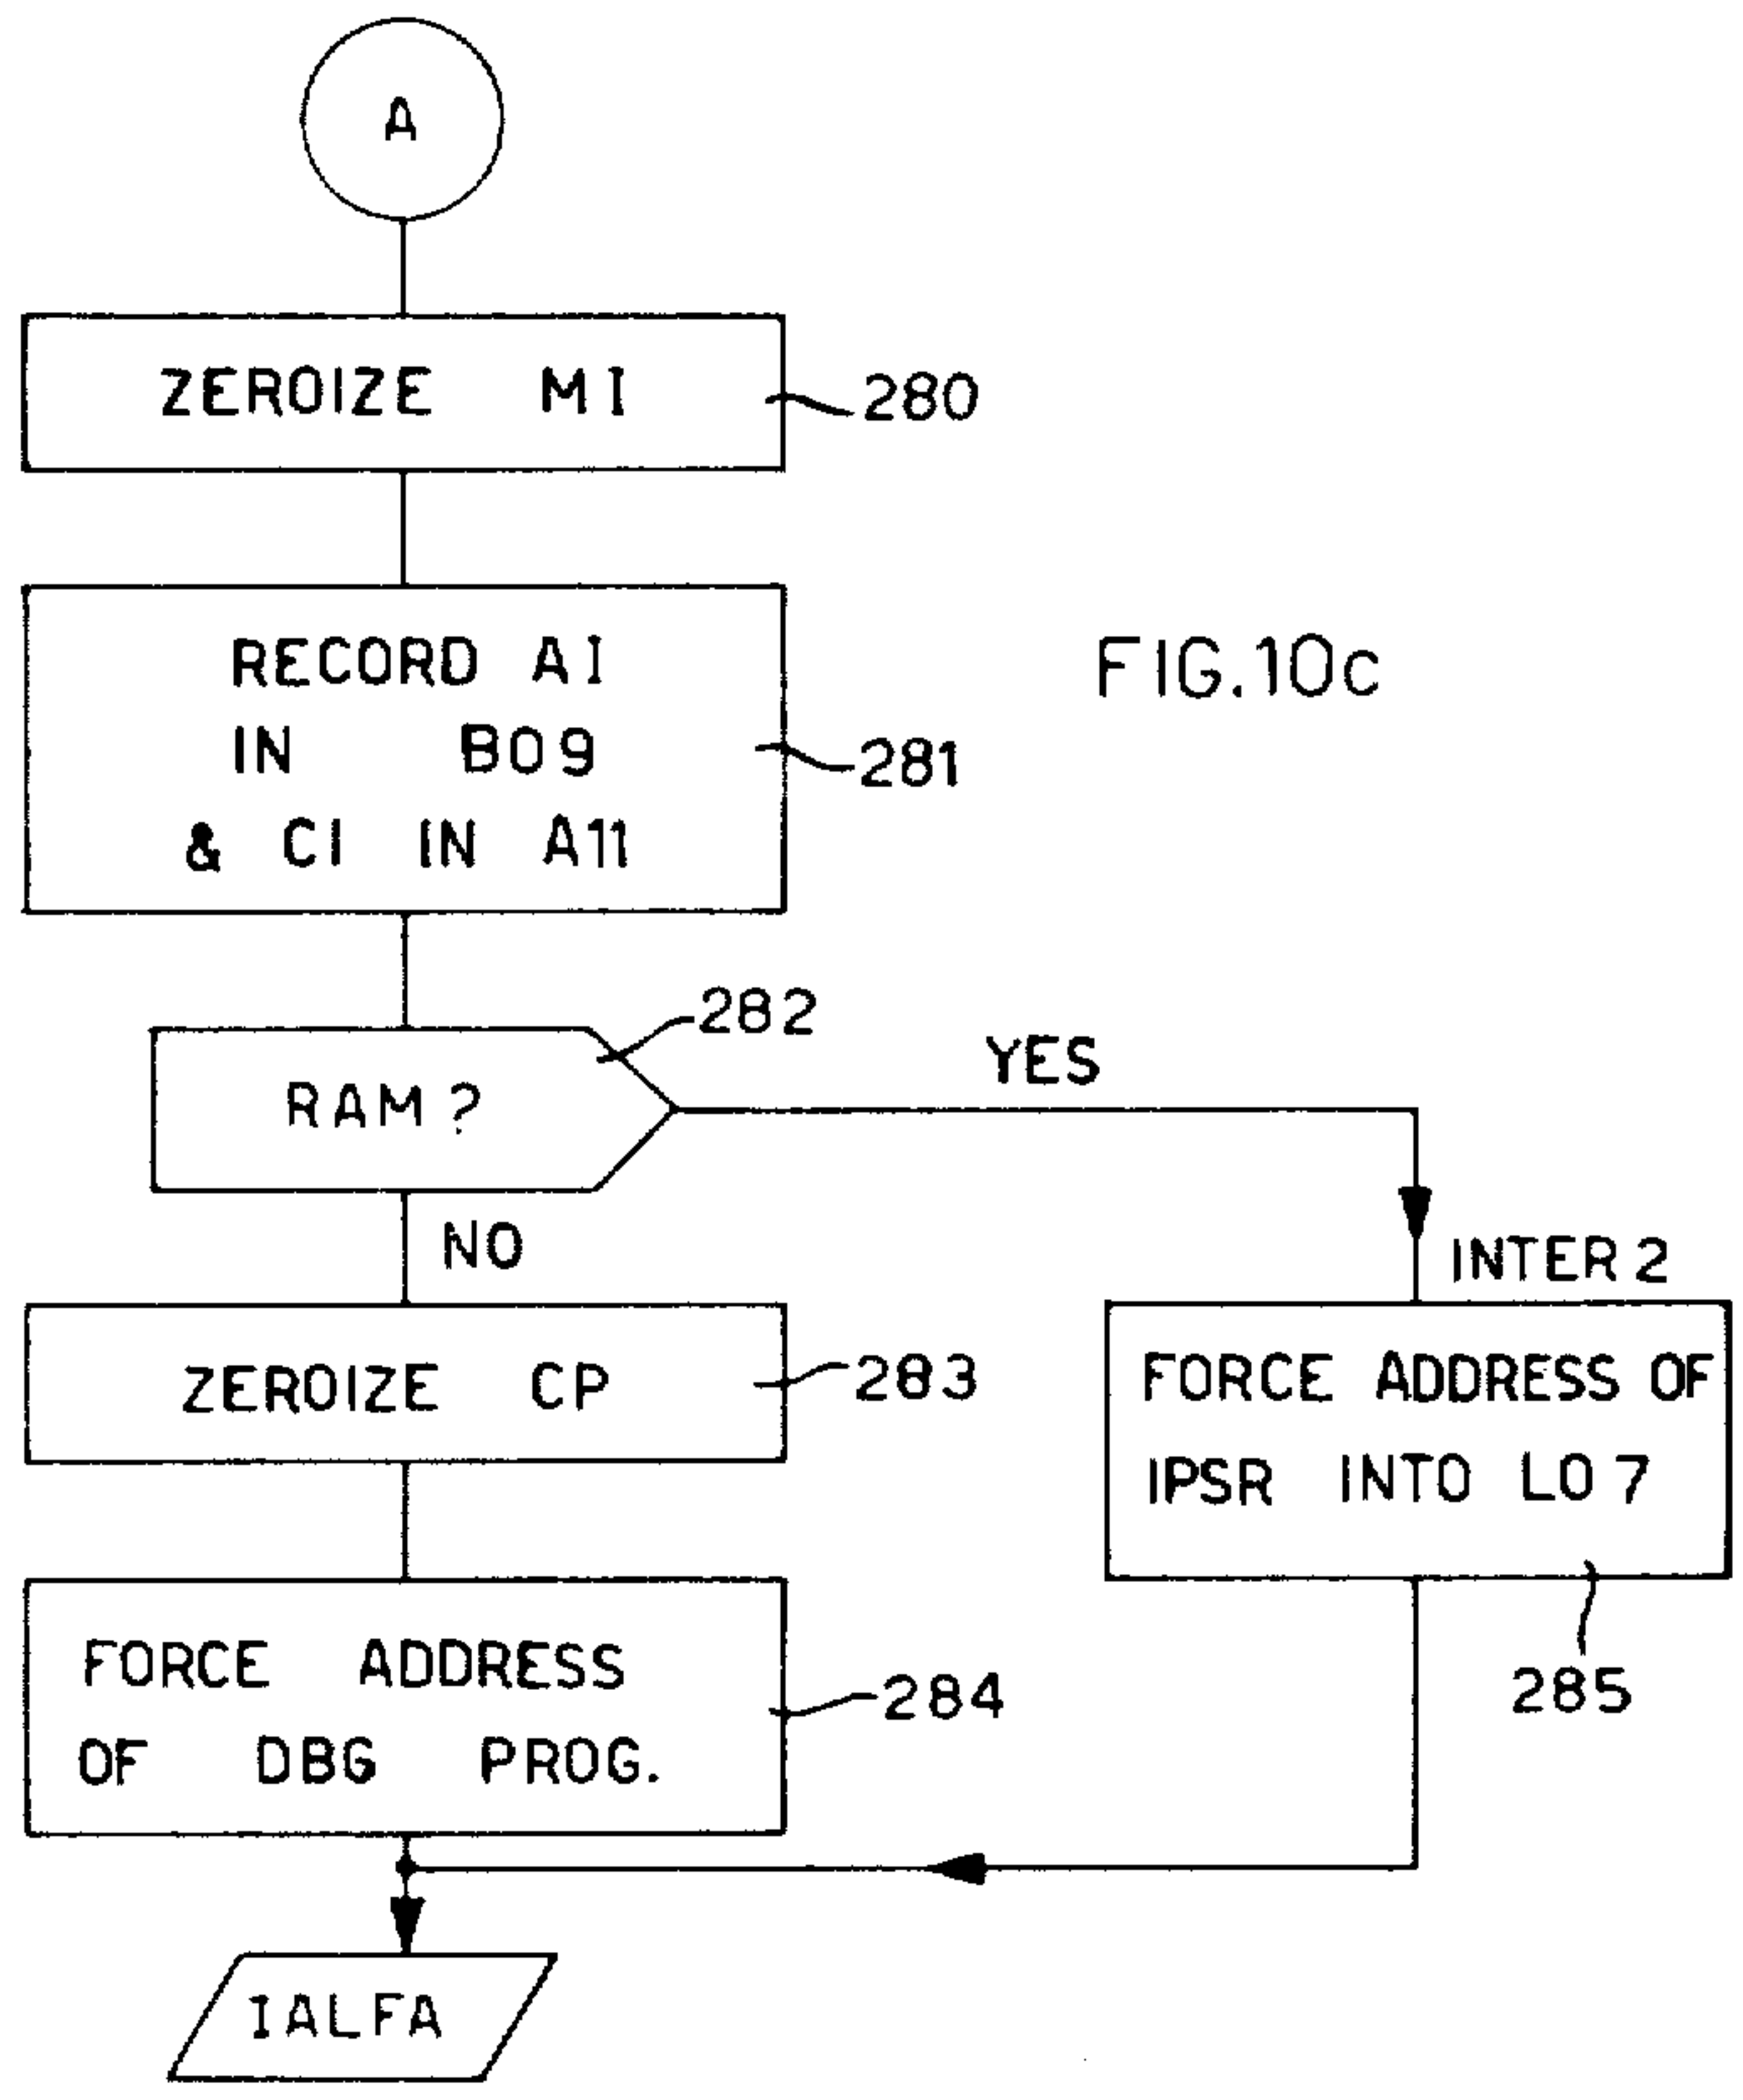 A
ZEROIZE MI
280
RECORD AI
IN B09
& CI IN A11
281
FIG.10c
282
RAM?
YES
NO
INTER 2
ZEROIZE CP
283
FORCE ADDRESS OF
IPSR INTO L07
285
FORCE ADDRESS
OF DBG PROG.
284
IALFA